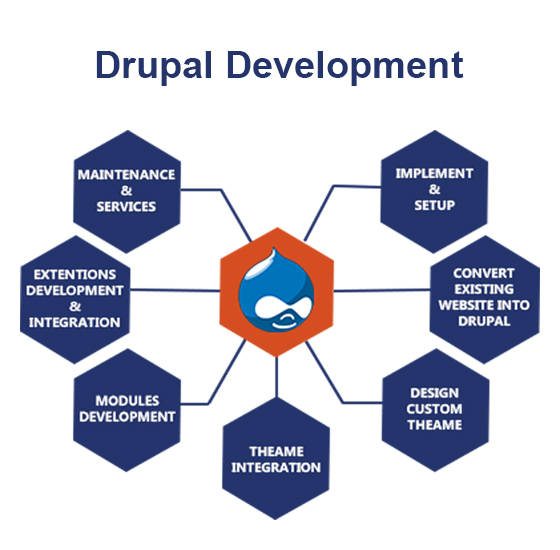 Drupal Development
MAINTENANCE
&
SERVICES
IMPLEMENT
&
SETUP
EXTENTIONS
DEVELOPMENT
&
INTEGRATION
CONVERT
EXISTING
WEBSITE INTO
DRUPAL
MODULES
DEVELOPMENT
DESIGN
CUSTOM
THEAME
THEAME
INTEGRATION